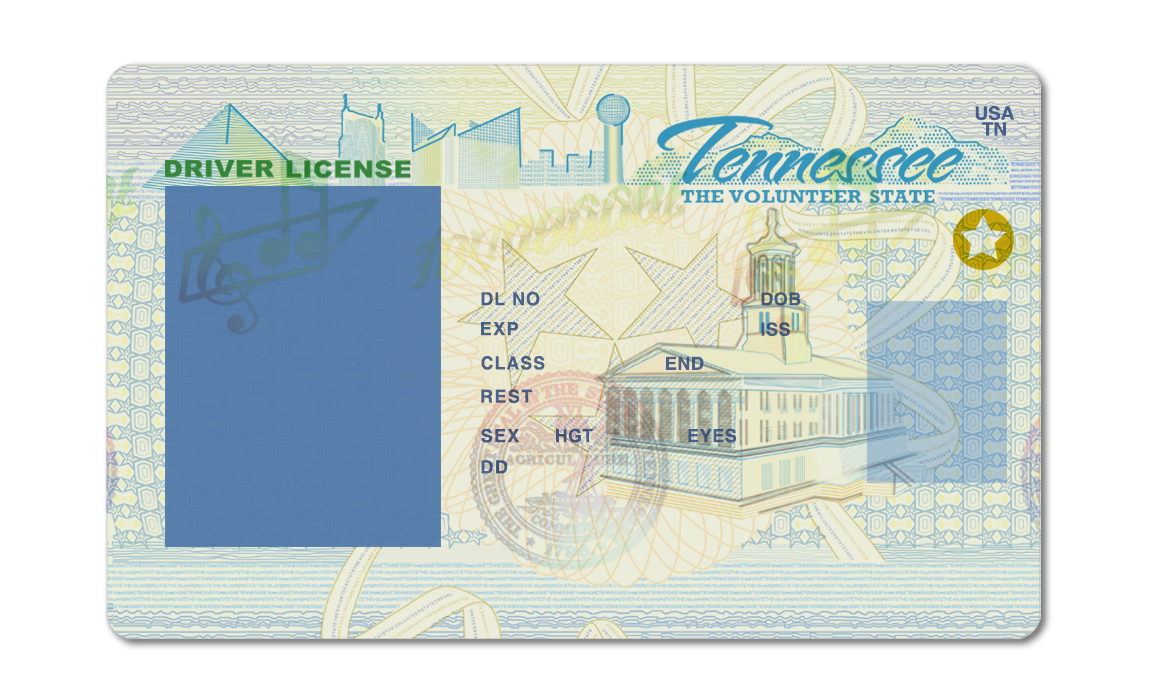 USA
TN
DRIVER LICENSE
Tennessee
THE VOLUNTEER STATE
DL NO DOB
EXP ISS
CLASS END
REST
SEX HGT EYES
DD
AGRICULTURE
1796